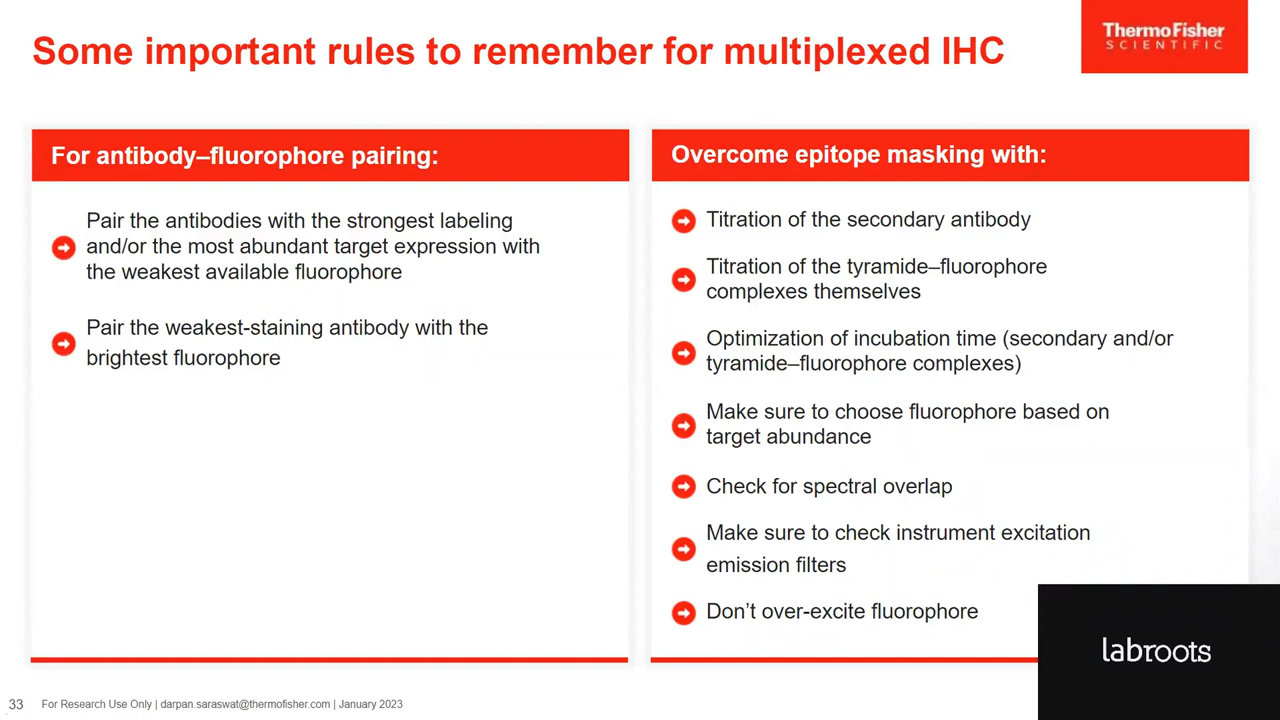 Some important rules to remember for multiplexed IHC
ThermoFisher
SCIENTIFIC
For antibody–fluorophore pairing:
Pair the antibodies with the strongest labeling
and/or the most abundant target expression with
the weakest available fluorophore
Pair the weakest-staining antibody with the
brightest fluorophore
Overcome epitope masking with:
Titration of the secondary antibody
Titration of the tyramide–fluorophore
complexes themselves
Optimization of incubation time (secondary and/or
tyramide–fluorophore complexes)
Make sure to choose fluorophore based on
target abundance
Check for spectral overlap
Make sure to check instrument excitation
emission filters
Don’t over-excite fluorophore
labroots
33 For Research Use Only | darpan.saraswat@thermofisher.com | January 2023